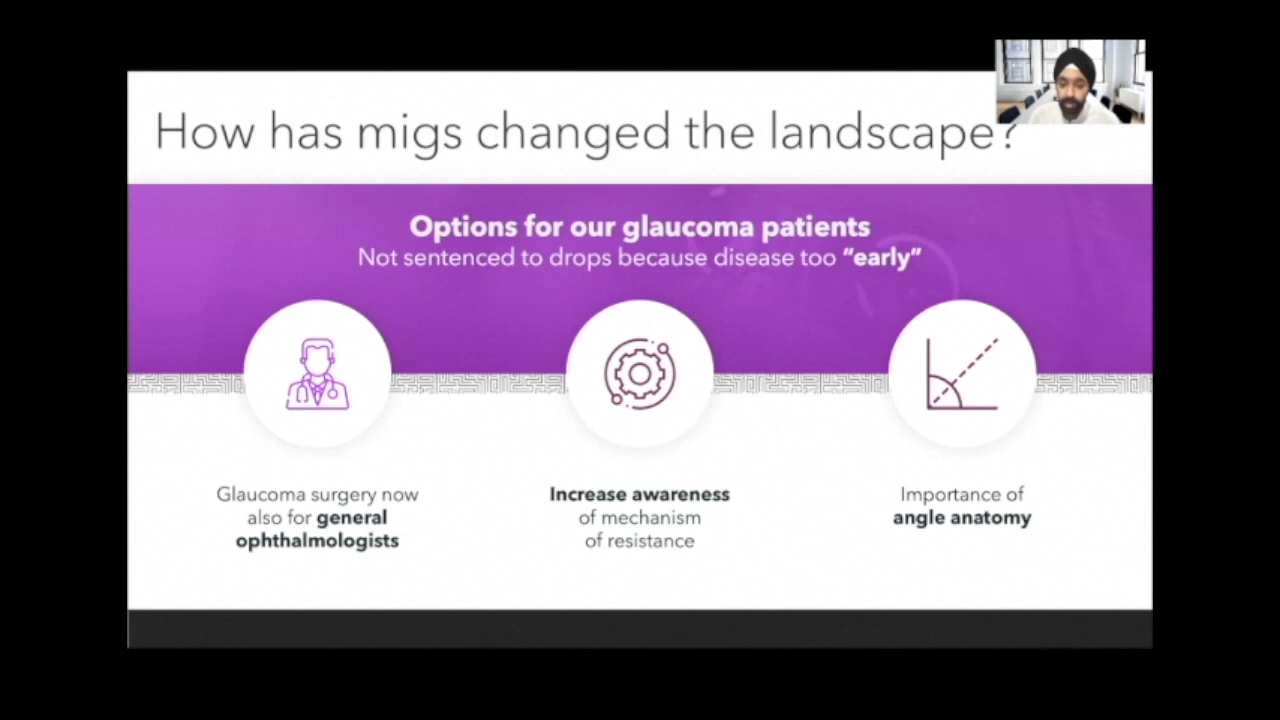 How has migs changed the landscape?
Options for our glaucoma patients
Not sentenced to drops because disease too “early”
Glaucoma surgery now
also for general
ophthalmologists
Increase awareness
of mechanism
of resistance
Importance of
angle anatomy